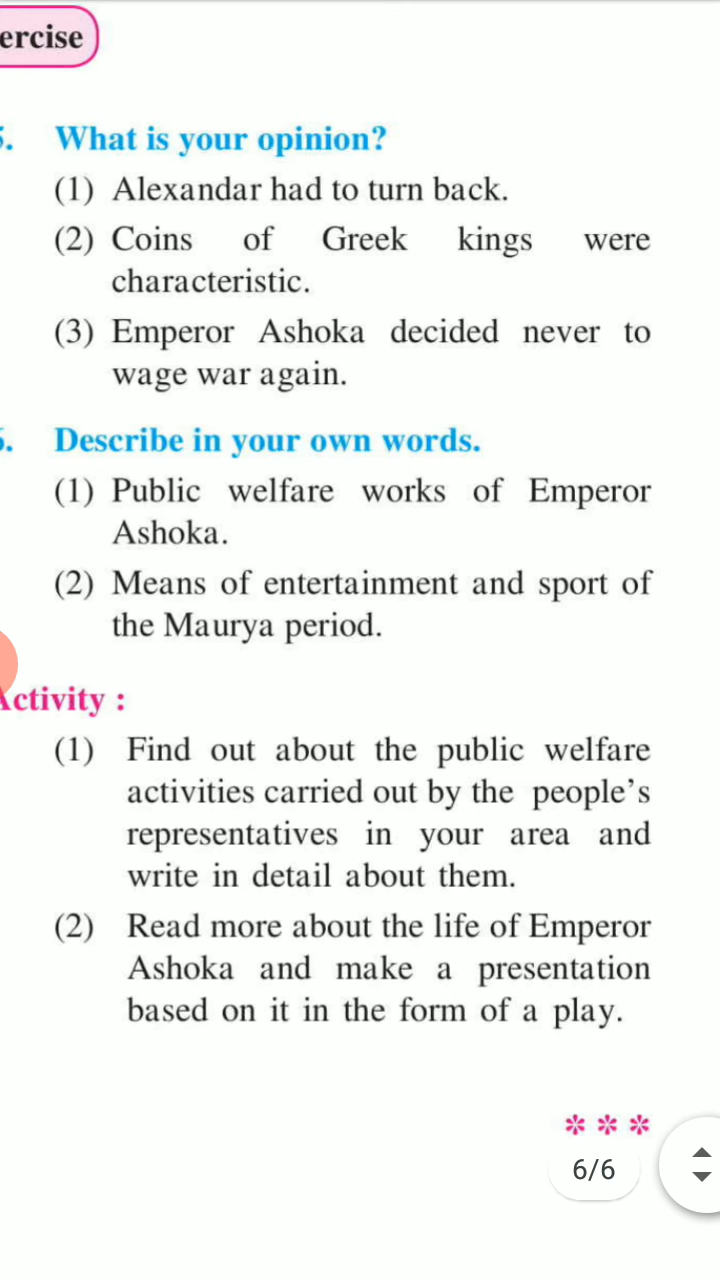 ercise
5. What is your opinion?
(1) Alexandar had to turn back.
(2) Coins of Greek kings were
characteristic.
(3) Emperor Ashoka decided never to
wage war again.
6. Describe in your own words.
(1) Public welfare works of Emperor
Ashoka.
(2) Means of entertainment and sport of
the Maurya period.
Activity :
(1) Find out about the public welfare
activities carried out by the people's
representatives in your area and
write in detail about them.
(2) Read more about the life of Emperor
Ashoka and make a presentation
based on it in the form of a play.
* * *
6/6